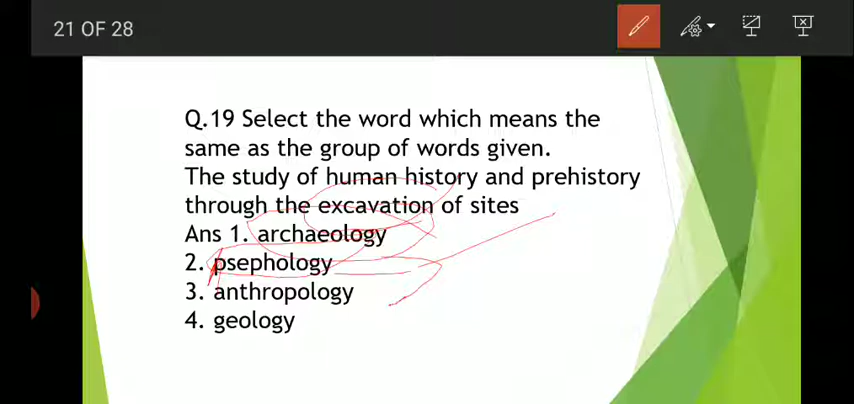 21 OF 28
Q.19 Select the word which means the
same as the group of words given.
The study of human history and prehistory
through the excavation of sites
Ans 1. archaeology
2. psephology
3. anthropology
4. geology